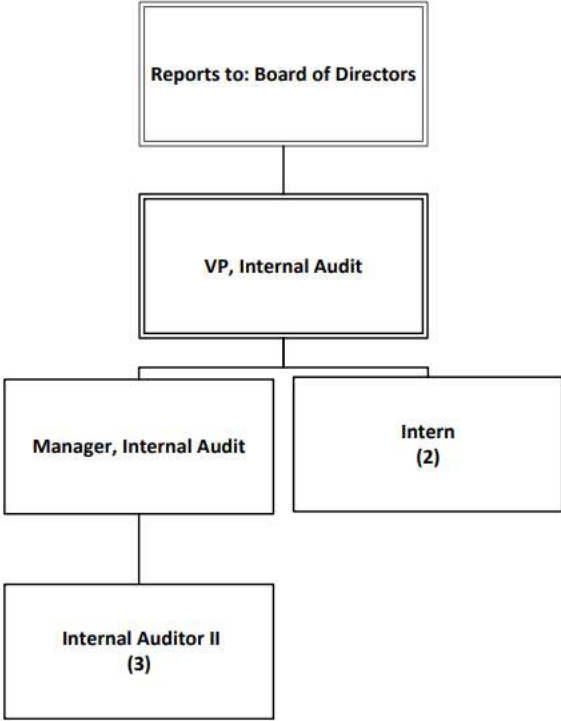 Reports to: Board of Directors
VP, Internal Audit
Manager, Internal Audit
Intern
(2)
Internal Auditor II
(3)